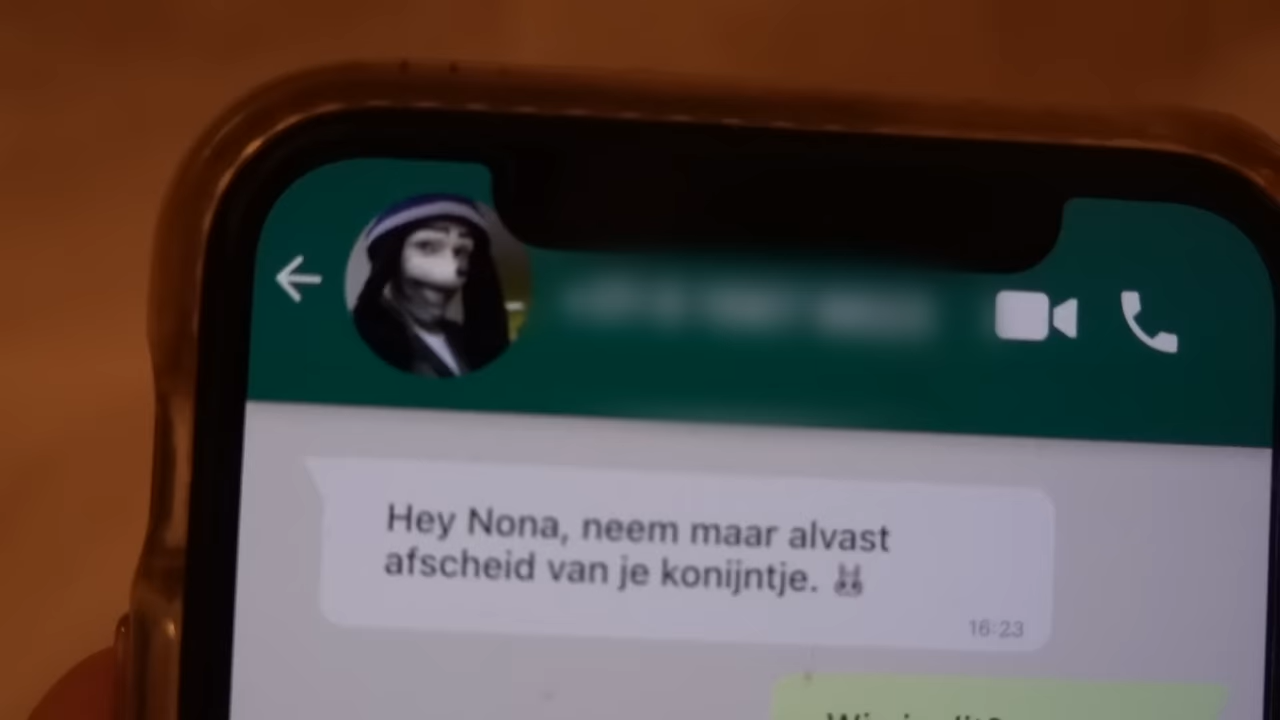 Hey Nona, neem maar alvast
afscheid van je konijntje. 🐰
16:23